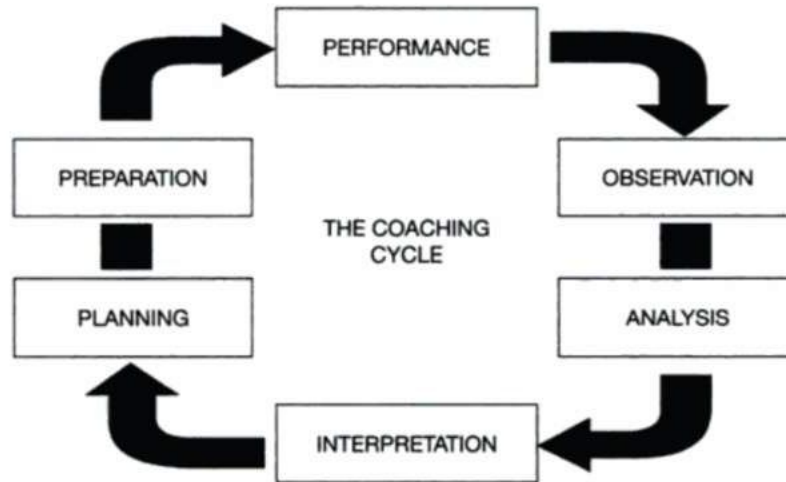 PERFORMANCE
PREPARATION
OBSERVATION
THE COACHING
CYCLE
PLANNING
ANALYSIS
INTERPRETATION